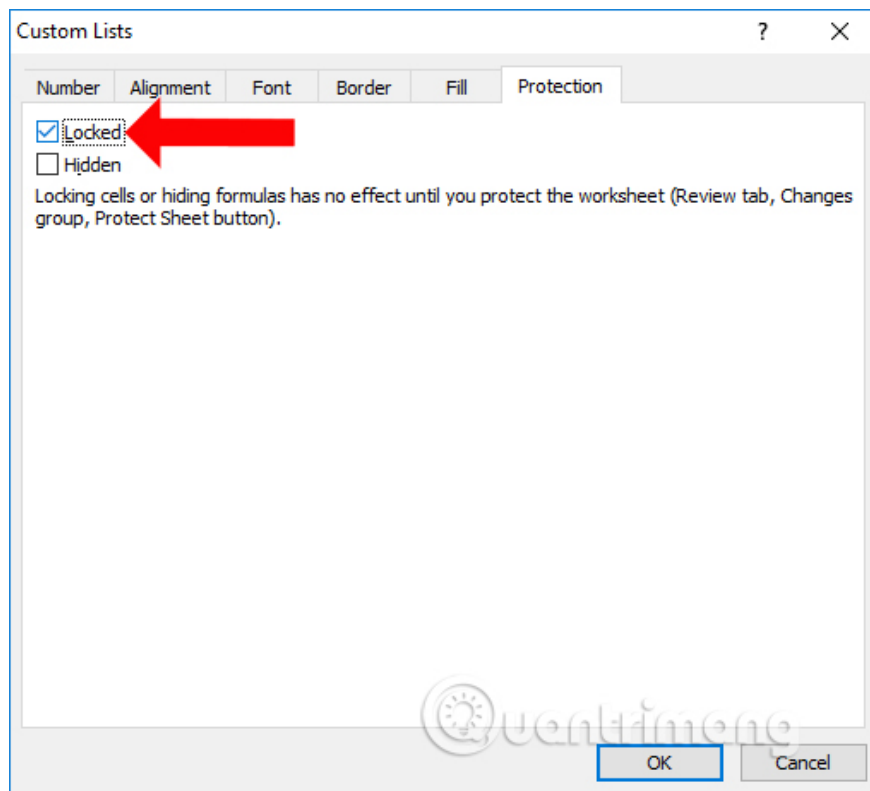 Custom Lists
Number Alignment Font Border Fill Protection
Locked
Hidden
Locking cells or hiding formulas has no effect until you protect the worksheet (Review tab, Changes
group, Protect Sheet button).
Quantrimang
OK Cancel